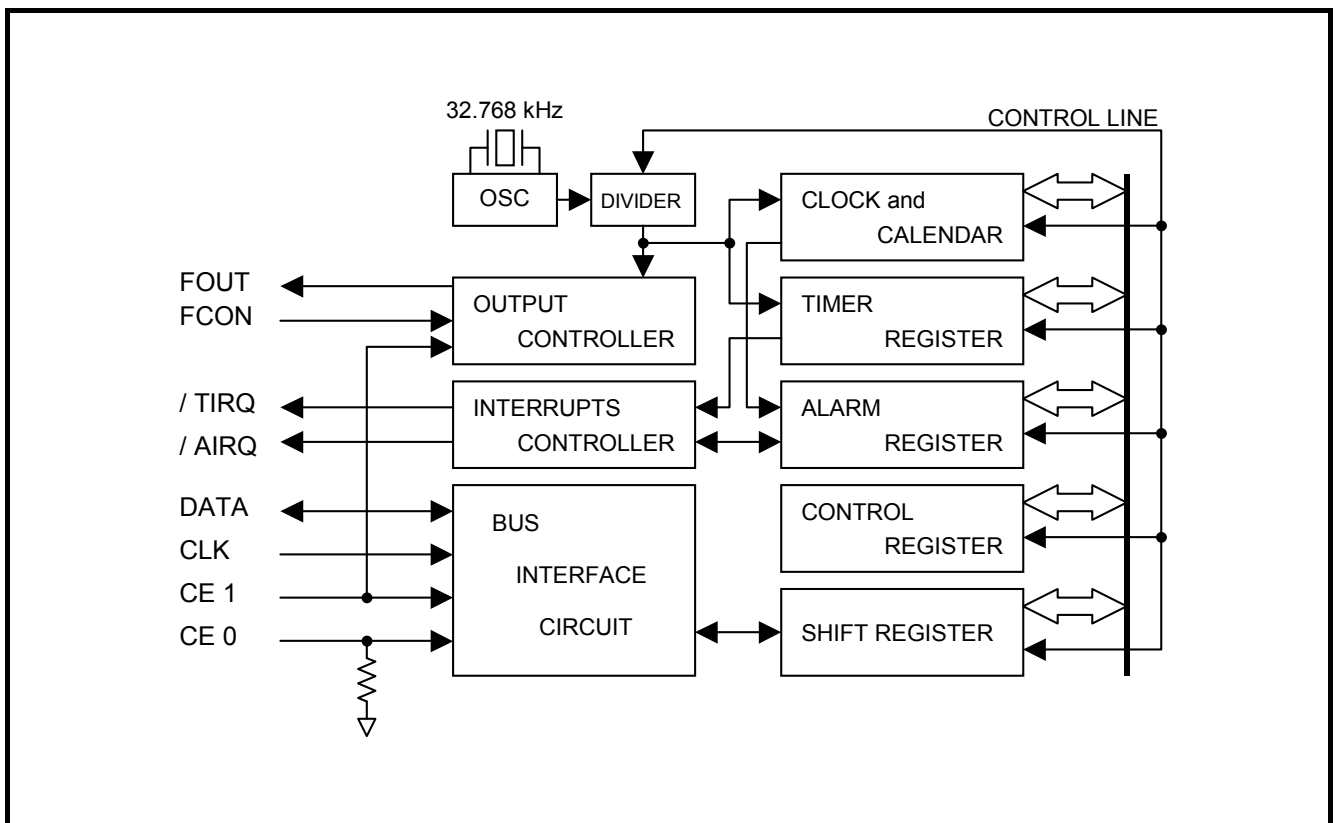 32.768 kHz
CONTROL LINE
OSC
DIVIDER
CLOCK and
CALENDAR
FOUT
FCON
OUTPUT
CONTROLLER
TIMER
REGISTER
/ TIRQ
/ AIRQ
INTERRUPTS
CONTROLLER
ALARM
REGISTER
DATA
CLK
CE 1
CE 0
BUS
INTERFACE
CIRCUIT
CONTROL
REGISTER
SHIFT REGISTER